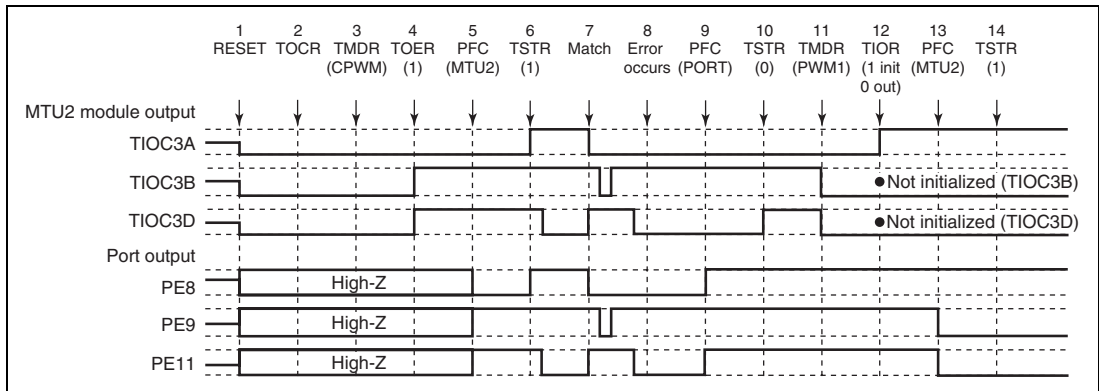 1 2 3 4 5 6 7 8 9 10 11 12 13 14
RESET TOCR TMDR TOER PFC TSTR Match Error PFC TSTR TMDR TIOR PFC TSTR
(CPWM) (1) (MTU2) (1) occurs (PORT) (0) (PWM1) (1 init (MTU2) (1)
0 out)
MTU2 module output
TIOC3A
TIOC3B
Not initialized (TIOC3B)
TIOC3D
Not initialized (TIOC3D)
Port output
PE8
High-Z
PE9
High-Z
PE11
High-Z